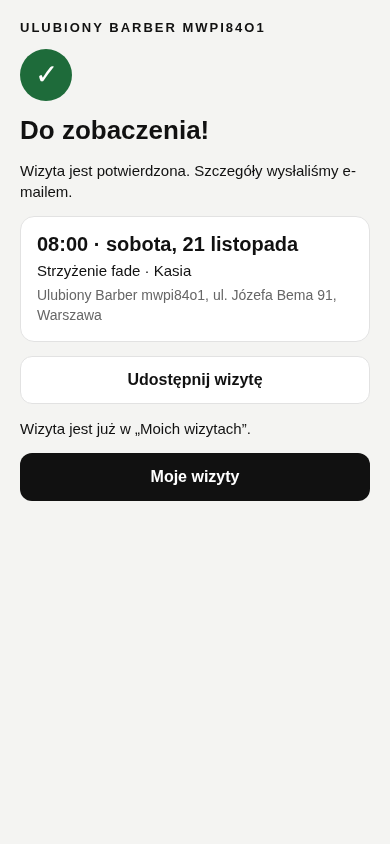 ULUBIONY BARBER MWPI84O1
✓
Do zobaczenia!
Wizyta jest potwierdzona. Szczegóły wysłaliśmy e-
mailem.
08:00 · sobota, 21 listopada
Strzyżenie fade · Kasia
Ulubiony Barber mwpi84o1, ul. Józefa Bema 91,
Warszawa
Udostępnij wizytę
Wizyta jest już w „Moich wizytach”.
Moje wizyty